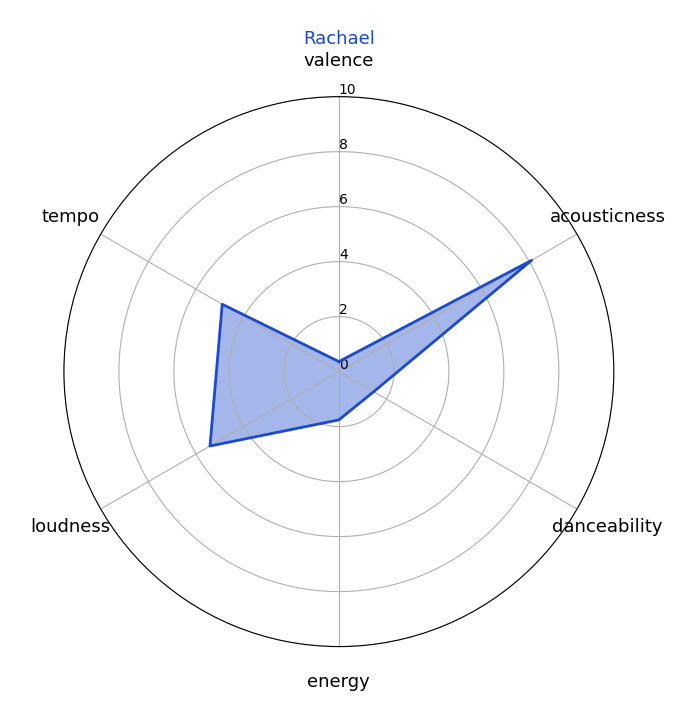 Rachael
valence
10
8
tempo
acousticness
6
4
2
0
loudness
danceability
energy